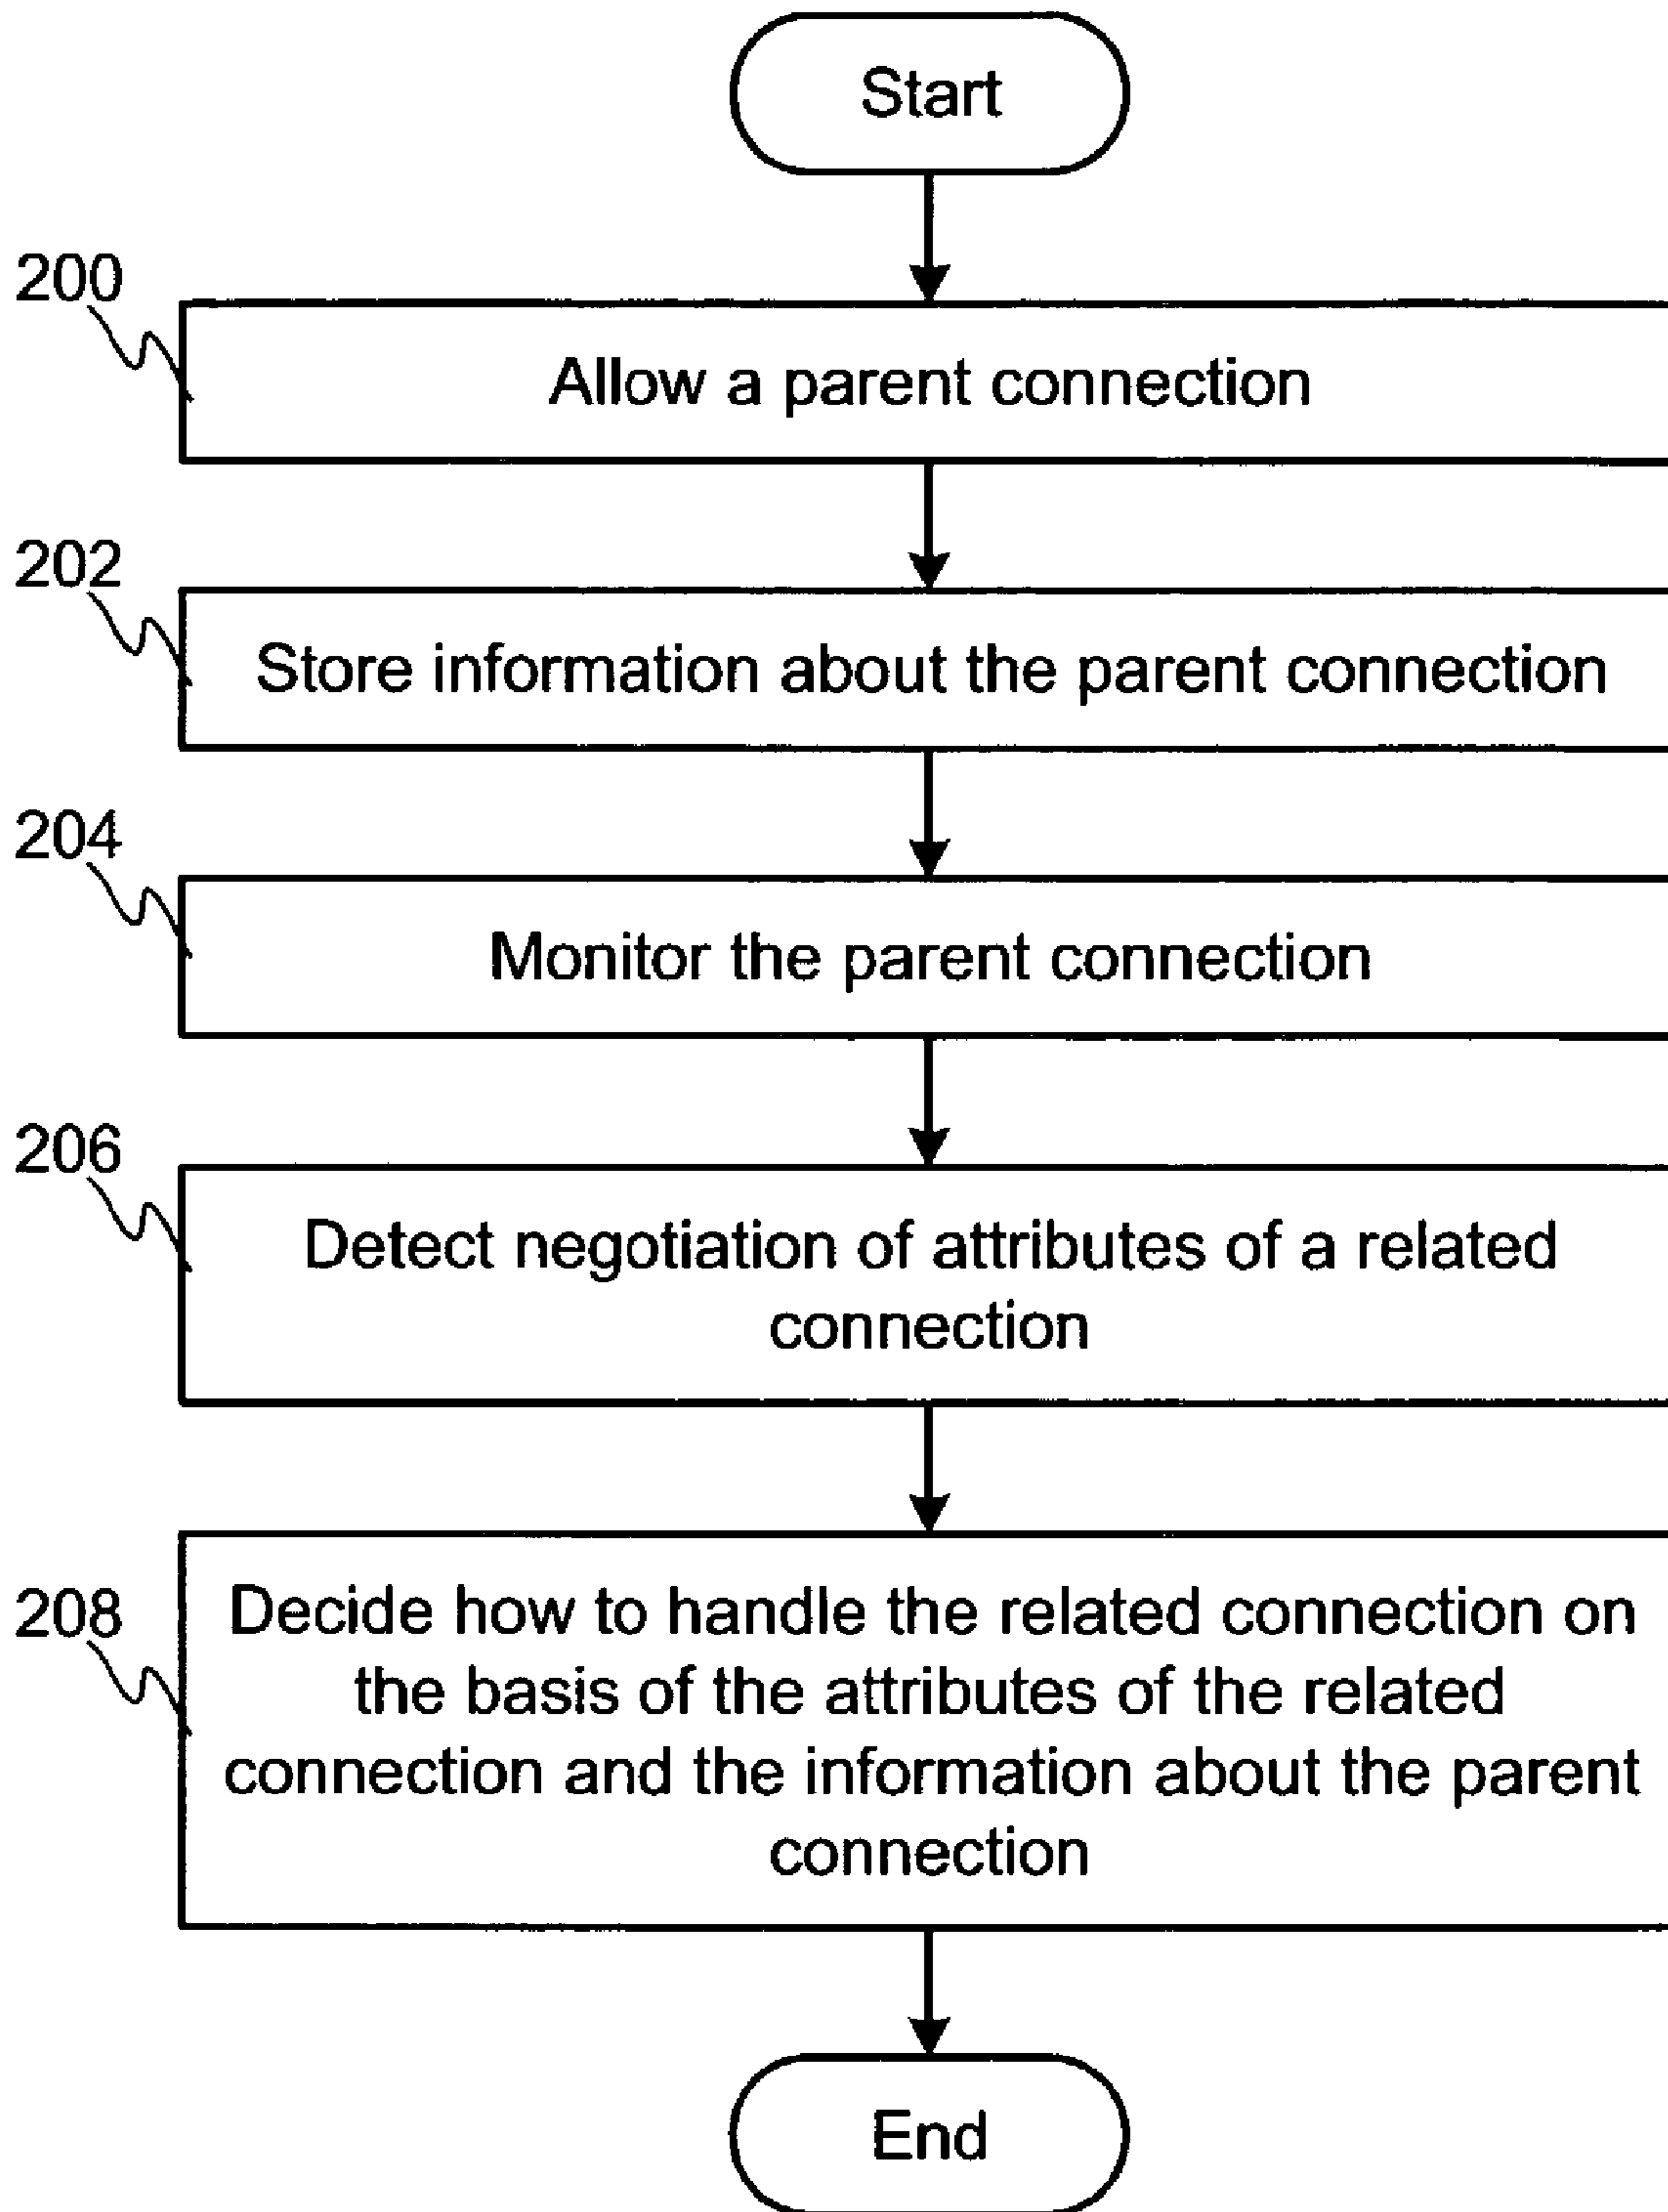 Start
200
Allow a parent connection
202
Store information about the parent connection
204
Monitor the parent connection
206
Detect negotiation of attributes of a related
connection
208
Decide how to handle the related connection on
the basis of the attributes of the related
connection and the information about the parent
connection
End